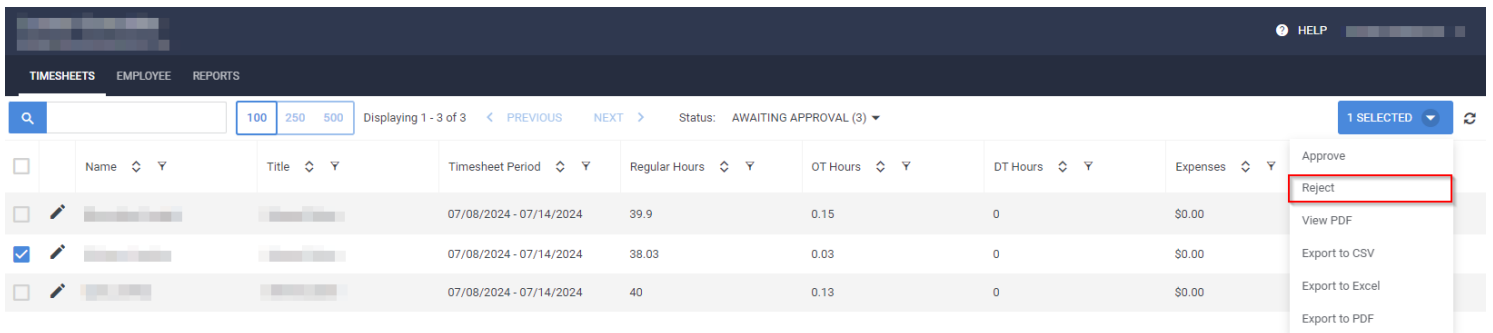 HELP
TIMESHEETS EMPLOYEE REPORTS
100 250 500 Displaying 1 - 3 of 3 PREVIOUS NEXT Status: AWAITING APPROVAL (3) 1 SELECTED
Name Title Timesheet Period Regular Hours OT Hours DT Hours Expenses
Approve
Reject
07/08/2024 - 07/14/2024 39.9 0.15 0 $0.00
View PDF
07/08/2024 - 07/14/2024 38.03 0.03 0 $0.00
Export to CSV
07/08/2024 - 07/14/2024 40 0.13 0 $0.00
Export to Excel
Export to PDF